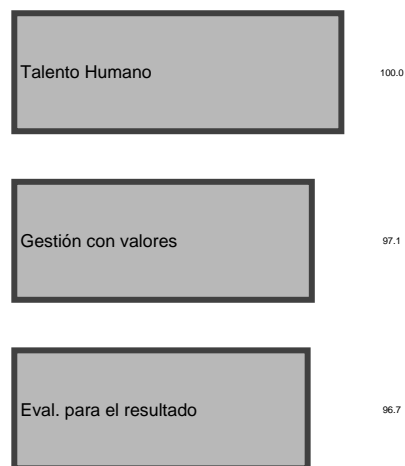 Talento Humano 100.0
Gestión con valores 97.1
Eval. para el resultado 96.7